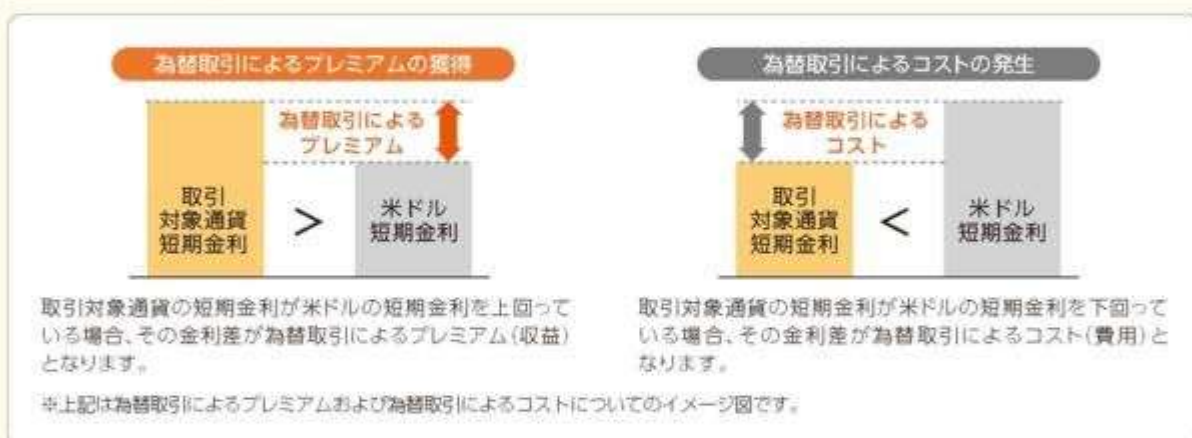 為替取引によるプレミアムの獲得
為替取引による
プレミアム
取引
対象通貨
短期金利
>
米ドル
短期金利
取引対象通貨の短期金利が米ドルの短期金利を上回って
いる場合、その金利差が為替取引によるプレミアム(収益)
となります。
為替取引によるコストの発生
為替取引による
コスト
取引
対象通貨
短期金利
<
米ドル
短期金利
取引対象通貨の短期金利が米ドルの短期金利を下回って
いる場合、その金利差が為替取引によるコスト(費用)と
なります。
※上記は為替取引によるプレミアムおよび為替取引によるコストについてのイメージ図です。